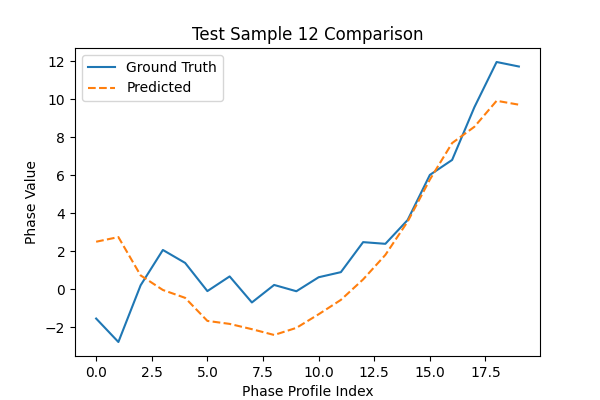 Test Sample 12 Comparison
Ground Truth
Predicted
12
10
8
6
4
2
0
−2
Phase Value
0.0 2.5 5.0 7.5 10.0 12.5 15.0 17.5
Phase Profile Index